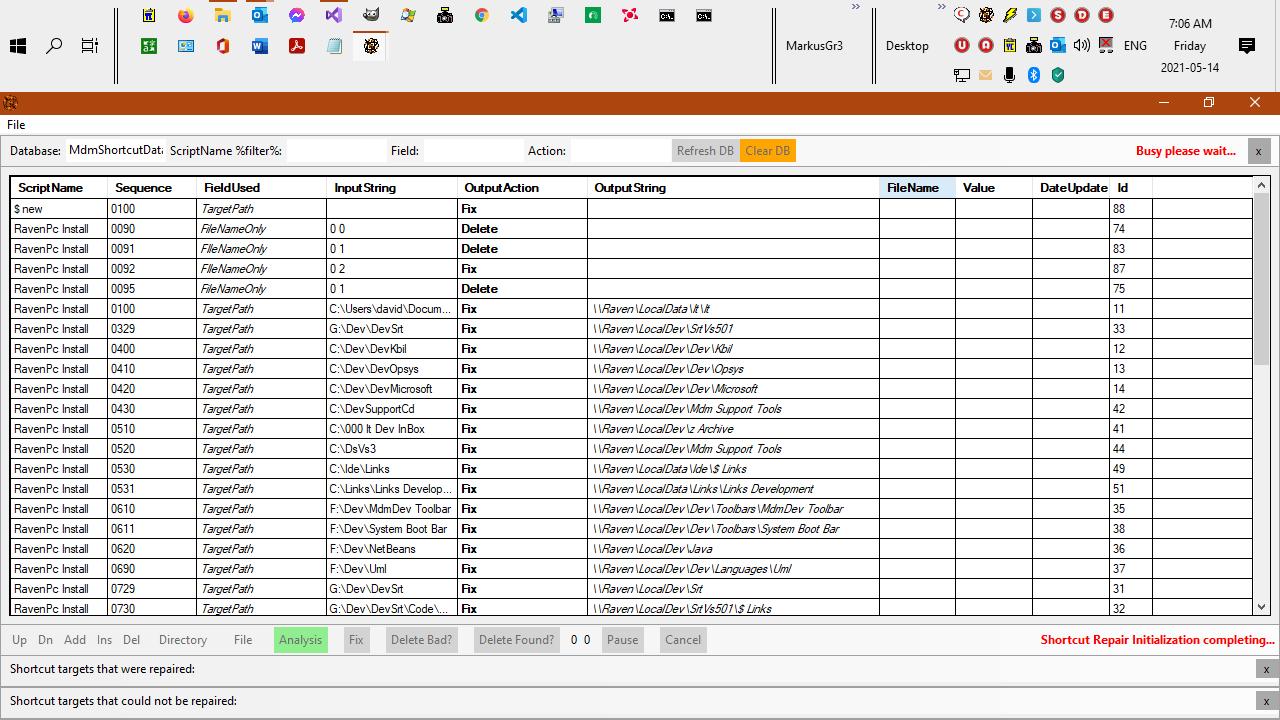 7:06 AM
MarkusGr3
Desktop
ENG
Friday
2021-05-14
File
Database: MdmShortcutData ScriptName %filter%: Field: Action: Refresh DB Clear DB Busy please wait... x
ScriptName Sequence FieldUsed InputString OutputAction OutputString FileName Value DateUpdate Id
$ new 0100 TargetPath Fix 88
RavenPc Install 0090 FileNameOnly 0 0 Delete 74
RavenPc Install 0091 FIleNameOnly 0 1 Delete 83
RavenPc Install 0092 FIleNameOnly 0 2 Fix 87
RavenPc Install 0095 FileNameOnly 0 1 Delete 75
RavenPc Install 0100 TargetPath C:\Users\david\Docum... Fix \\Raven\LocalData\It\It 11
RavenPc Install 0329 TargetPath G:\Dev\DevSrt Fix \\Raven\LocalDev\SrtVs501 33
RavenPc Install 0400 TargetPath C:\Dev\DevKbil Fix \\Raven\LocalDev\Dev\Kbil 12
RavenPc Install 0410 TargetPath C:\Dev\DevOpsys Fix \\Raven\LocalDev\Dev\Opsys 13
RavenPc Install 0420 TargetPath C:\Dev\DevMicrosoft Fix \\Raven\LocalDev\Dev\Microsoft 14
RavenPc Install 0430 TargetPath C:\DevSupportCd Fix \\Raven\LocalDev\Mdm Support Tools 42
RavenPc Install 0510 TargetPath C:\000 It Dev InBox Fix \\Raven\LocalDev\z Archive 41
RavenPc Install 0520 TargetPath C:\DsVs3 Fix \\Raven\LocalDev\Mdm Support Tools 44
RavenPc Install 0530 TargetPath C:\Ide\Links Fix \\Raven\LocalData\Ide\$ Links 49
RavenPc Install 0531 TargetPath C:\Links\Links Develop... Fix \\Raven\LocalData\Links\Links Development 51
RavenPc Install 0610 TargetPath F:\Dev\MdmDev Toolbar Fix \\Raven\LocalDev\Dev\Toolbars\MdmDev Toolbar 35
RavenPc Install 0611 TargetPath F:\Dev\System Boot Bar Fix \\Raven\LocalDev\Dev\Toolbars\System Boot Bar 38
RavenPc Install 0620 TargetPath F:\Dev\NetBeans Fix \\Raven\LocalDev\Java 36
RavenPc Install 0690 TargetPath F:\Dev\Uml Fix \\Raven\LocalDev\Dev\Languages\Uml 37
RavenPc Install 0729 TargetPath G:\Dev\DevSrt Fix \\Raven\LocalDev\Srt 31
RavenPc Install 0730 TargetPath G:\Dev\DevSrt\Code\... Fix \\Raven\LocalDev\SrtVs501\$ Links 32
Up Dn Add Ins Del Directory File Analysis Fix Delete Bad? Delete Found? 0 0 Pause Cancel Shortcut Repair Initialization completing...
Shortcut targets that were repaired: x
Shortcut targets that could not be repaired: x